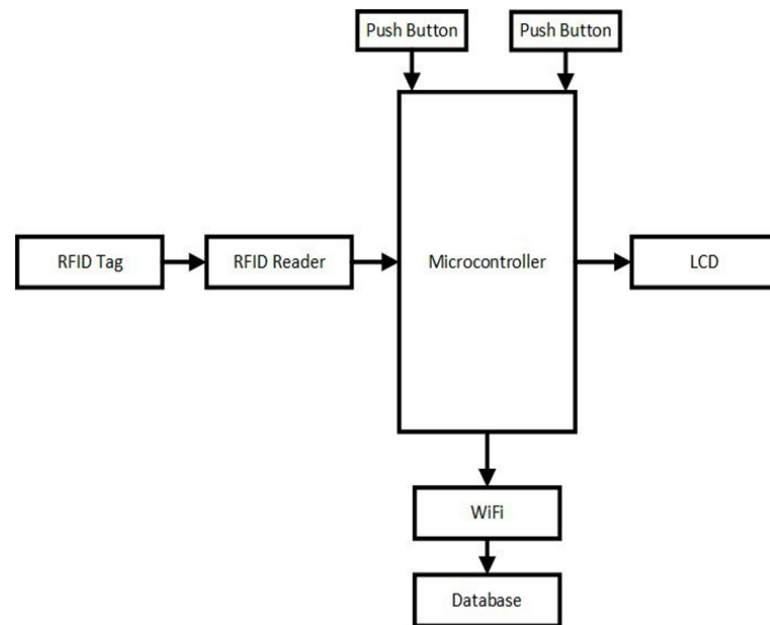 Push Button
Push Button
RFID Tag
RFID Reader
Microcontroller
LCD
WiFi
Database